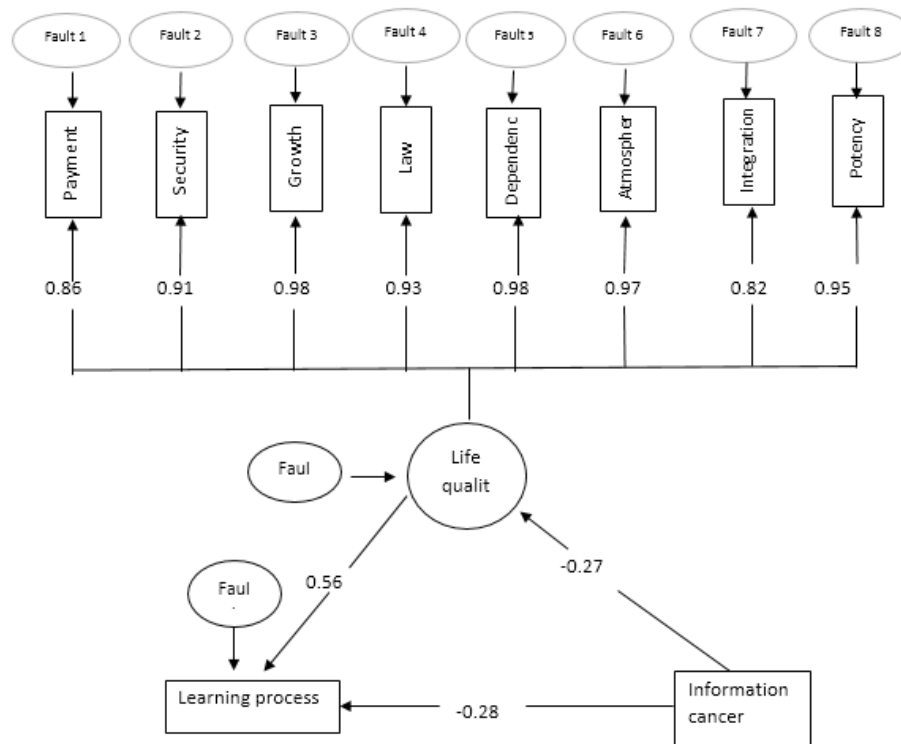 Fault 1
Fault 2
Fault 3
Fault 4
Fault 5
Fault 6
Fault 7
Fault 8
Payment
Security
Growth
Law
Dependenc
Atmospher
Integration
Potency
0.86
0.91
0.98
0.93
0.98
0.97
0.82
0.95
Life
qualit
Faul
-0.27
0.56
Faul
.
Learning process
-0.28
Information
cancer